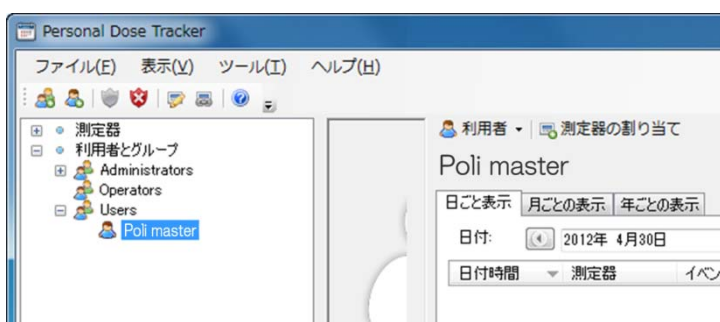 Personal Dose Tracker
ファイル(F) 表示(V) ツール(T) ヘルプ(H)
測定器
利用者とグループ
Administrators
Operators
Users
Poli master
利用者 測定器の割り当て
Poli master
日ごと表示 月ごとの表示 年ごとの表示
日付: 2012年 4月30日
日付時間 測定器 イベン